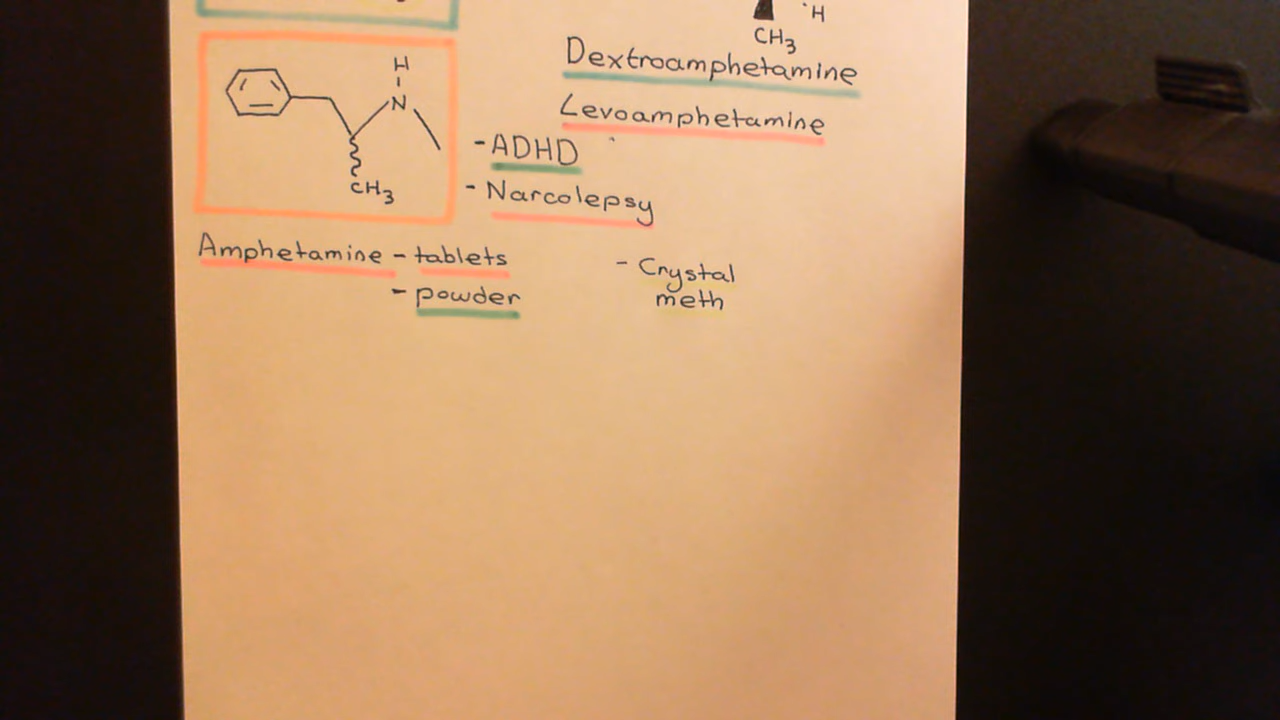 H
CH3
Dextroamphetamine
Levoamphetamine
H
N
CH3
- ADHD
- Narcolepsy
Amphetamine - tablets
- powder
- Crystal
meth